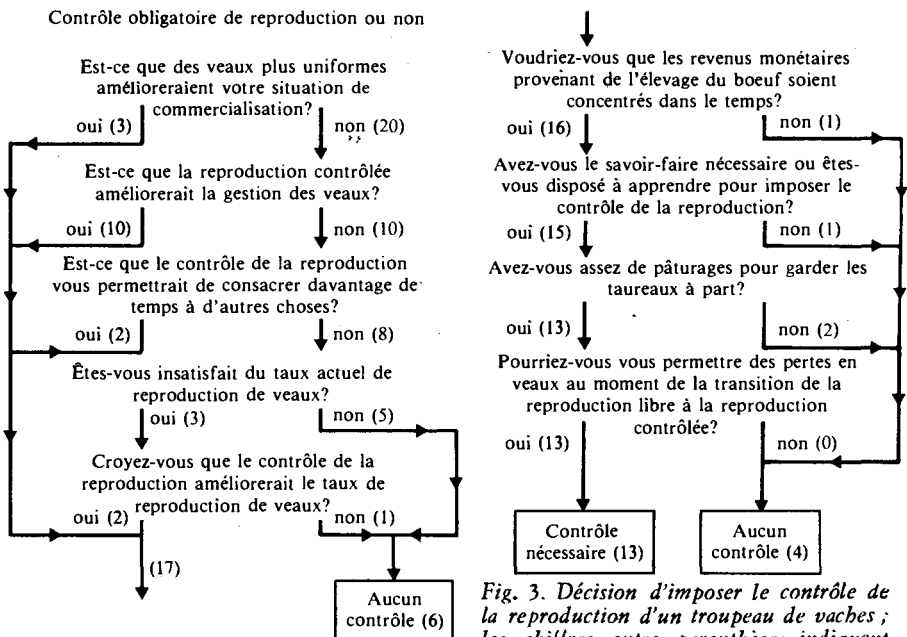 Contrôle obligatoire de reproduction ou non
Est-ce que des veaux plus uniformes
amélioreraient votre situation de
commercialisation?
oui (3)
non (20)
Est-ce que la reproduction contrôlée
améliorerait la gestion des veaux?
oui (10)
non (10)
Est-ce que le contrôle de la reproduction
vous permettrait de consacrer davantage de
temps à d'autres choses?
oui (2)
non (8)
Êtes-vous insatisfait du taux actuel de
reproduction de veaux?
oui (3)
non (5)
Croyez-vous que le contrôle de la
reproduction améliorerait le taux de
reproduction de veaux?
oui (2)
non (1)
(17)
Aucun
contrôle (6)
Voudriez-vous que les revenus monétaires
provenant de l'élevage du boeuf soient
concentrés dans le temps?
oui (16)
non (1)
Avez-vous le savoir-faire nécessaire ou êtes-
vous disposé à apprendre pour imposer le
contrôle de la reproduction?
oui (15)
non (1)
Avez-vous assez de pâturages pour garder les
taureaux à part?
oui (13)
non (2)
Pourriez-vous vous permettre des pertes en
veaux au moment de la transition de la
reproduction libre à la reproduction
contrôlée?
oui (13)
non (0)
Contrôle
nécessaire (13)
Aucun
contrôle (4)
Fig. 3. Décision d'imposer le contrôle de
la reproduction d'un troupeau de vaches ;
les chiffres entre parenthèses indiquent